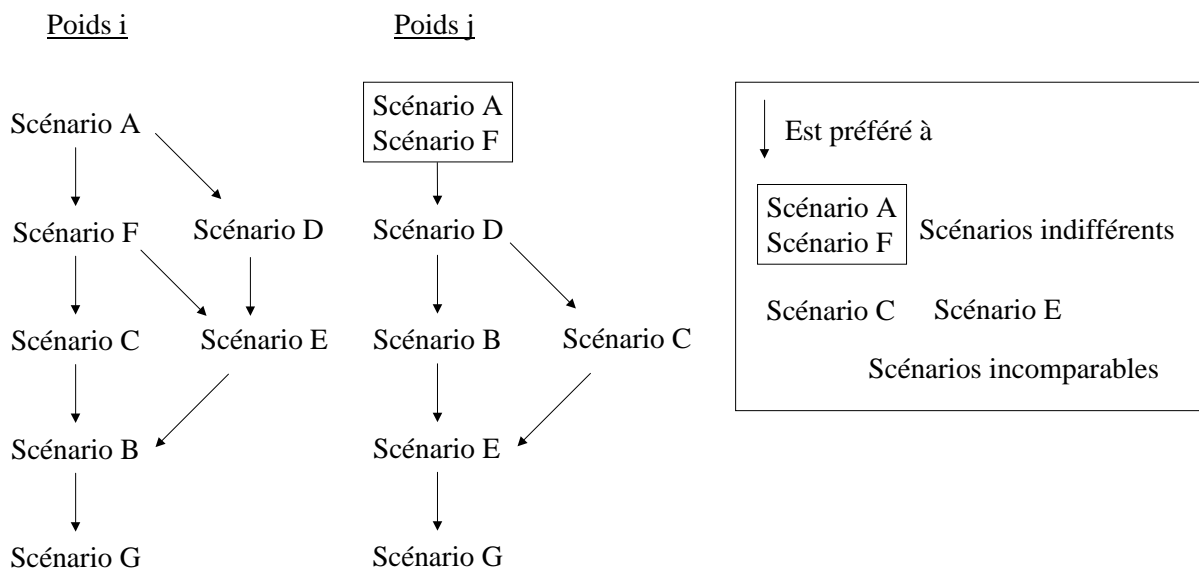 Poids i
Poids j
Scénario A
Scénario F
Scénario A
Est préféré à
Scénario F
Scénario D
Scénario D
Scénario A
Scénario F
Scénarios indifférents
Scénario C
Scénario E
Scénario B
Scénario C
Scénario C
Scénario E
Scénarios incomparables
Scénario B
Scénario E
Scénario G
Scénario G